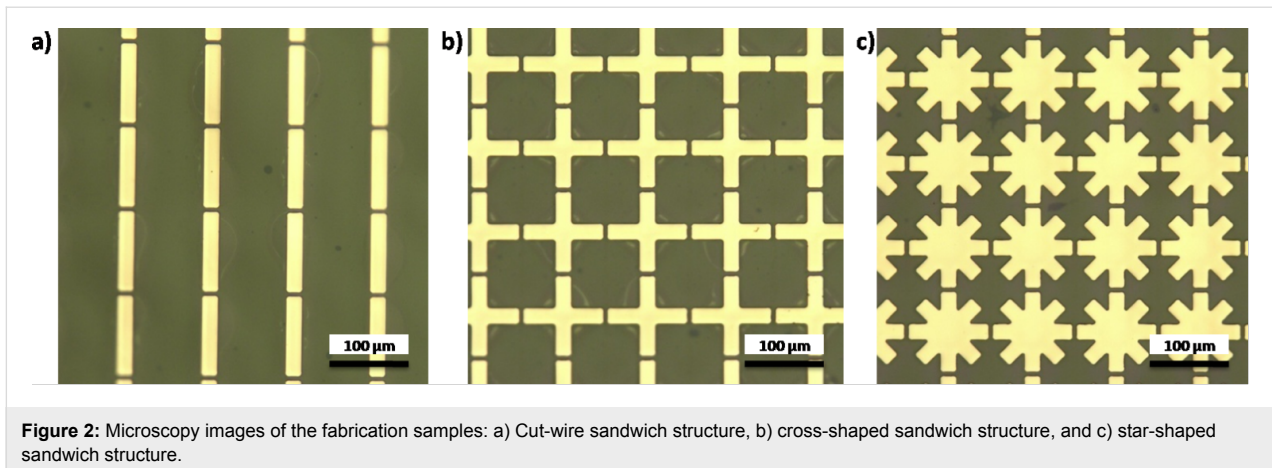 a)
b)
c)
100 µm
100 µm
100 µm
Figure 2: Microscopy images of the fabrication samples: a) Cut-wire sandwich structure, b) cross-shaped sandwich structure, and c) star-shaped
sandwich structure.